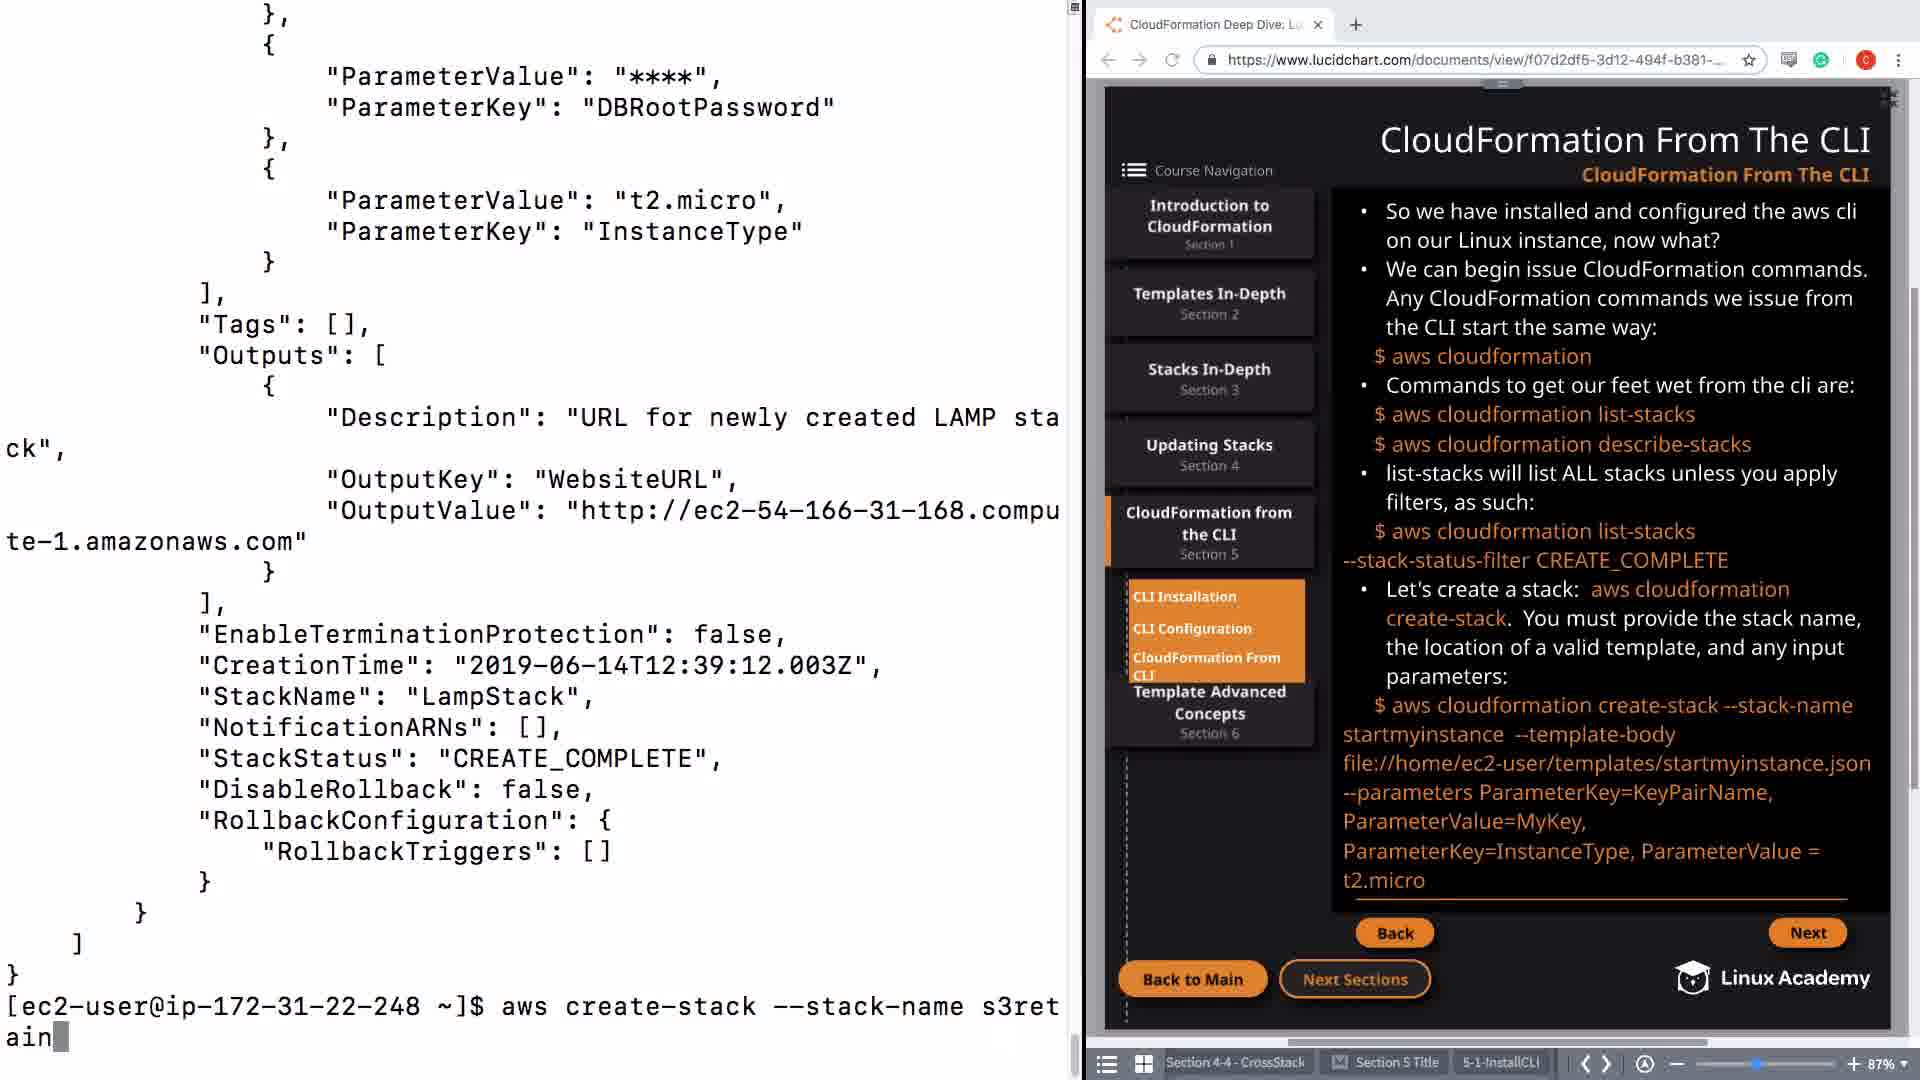 },
{
"ParameterValue": "****",
"ParameterKey": "DBRootPassword"
},
{
"ParameterValue": "t2.micro",
"ParameterKey": "InstanceType"
}
],
"Tags": [],
"Outputs": [
{
"Description": "URL for newly created LAMP sta
ck",
"OutputKey": "WebsiteURL",
"OutputValue": "http://ec2-54-166-31-168.compu
te-1.amazonaws.com"
}
],
"EnableTerminationProtection": false,
"CreationTime": "2019-06-14T12:39:12.003Z",
"StackName": "LampStack",
"NotificationARNs": [],
"StackStatus": "CREATE_COMPLETE",
"DisableRollback": false,
"RollbackConfiguration": {
"RollbackTriggers": []
}
}
]
}
[ec2-user@ip-172-31-22-248 ~]$ aws create-stack --stack-name s3ret
ain
CloudFormation Deep Dive: Lu
https://www.lucidchart.com/documents/view/f07d2df5-3d12-494f-b381-...
C
CloudFormation From The CLI
CloudFormation From The CLI
Course Navigation
Introduction to
CloudFormation
Section 1
Templates In-Depth
Section 2
Stacks In-Depth
Section 3
Updating Stacks
Section 4
CloudFormation from
the CLI
Section 5
CLI Installation
CLI Configuration
CloudFormation From
CLI
Template Advanced
Concepts
Section 6
• So we have installed and configured the aws cli
on our Linux instance, now what?
• We can begin issue CloudFormation commands.
Any CloudFormation commands we issue from
the CLI start the same way:
$ aws cloudformation
• Commands to get our feet wet from the cli are:
$ aws cloudformation list-stacks
$ aws cloudformation describe-stacks
• list-stacks will list ALL stacks unless you apply
filters, as such:
$ aws cloudformation list-stacks
--stack-status-filter CREATE_COMPLETE
• Let's create a stack: aws cloudformation
create-stack. You must provide the stack name,
the location of a valid template, and any input
parameters:
$ aws cloudformation create-stack --stack-name
startmyinstance --template-body
file://home/ec2-user/templates/startmyinstance.json
--parameters ParameterKey=KeyPairName,
ParameterValue=MyKey,
ParameterKey=InstanceType, ParameterValue =
t2.micro
Back
Next
Back to Main
Next Sections
Linux Academy
Section 4-4 - CrossStack
Section 5 Title
5-1-InstallCLI
87%